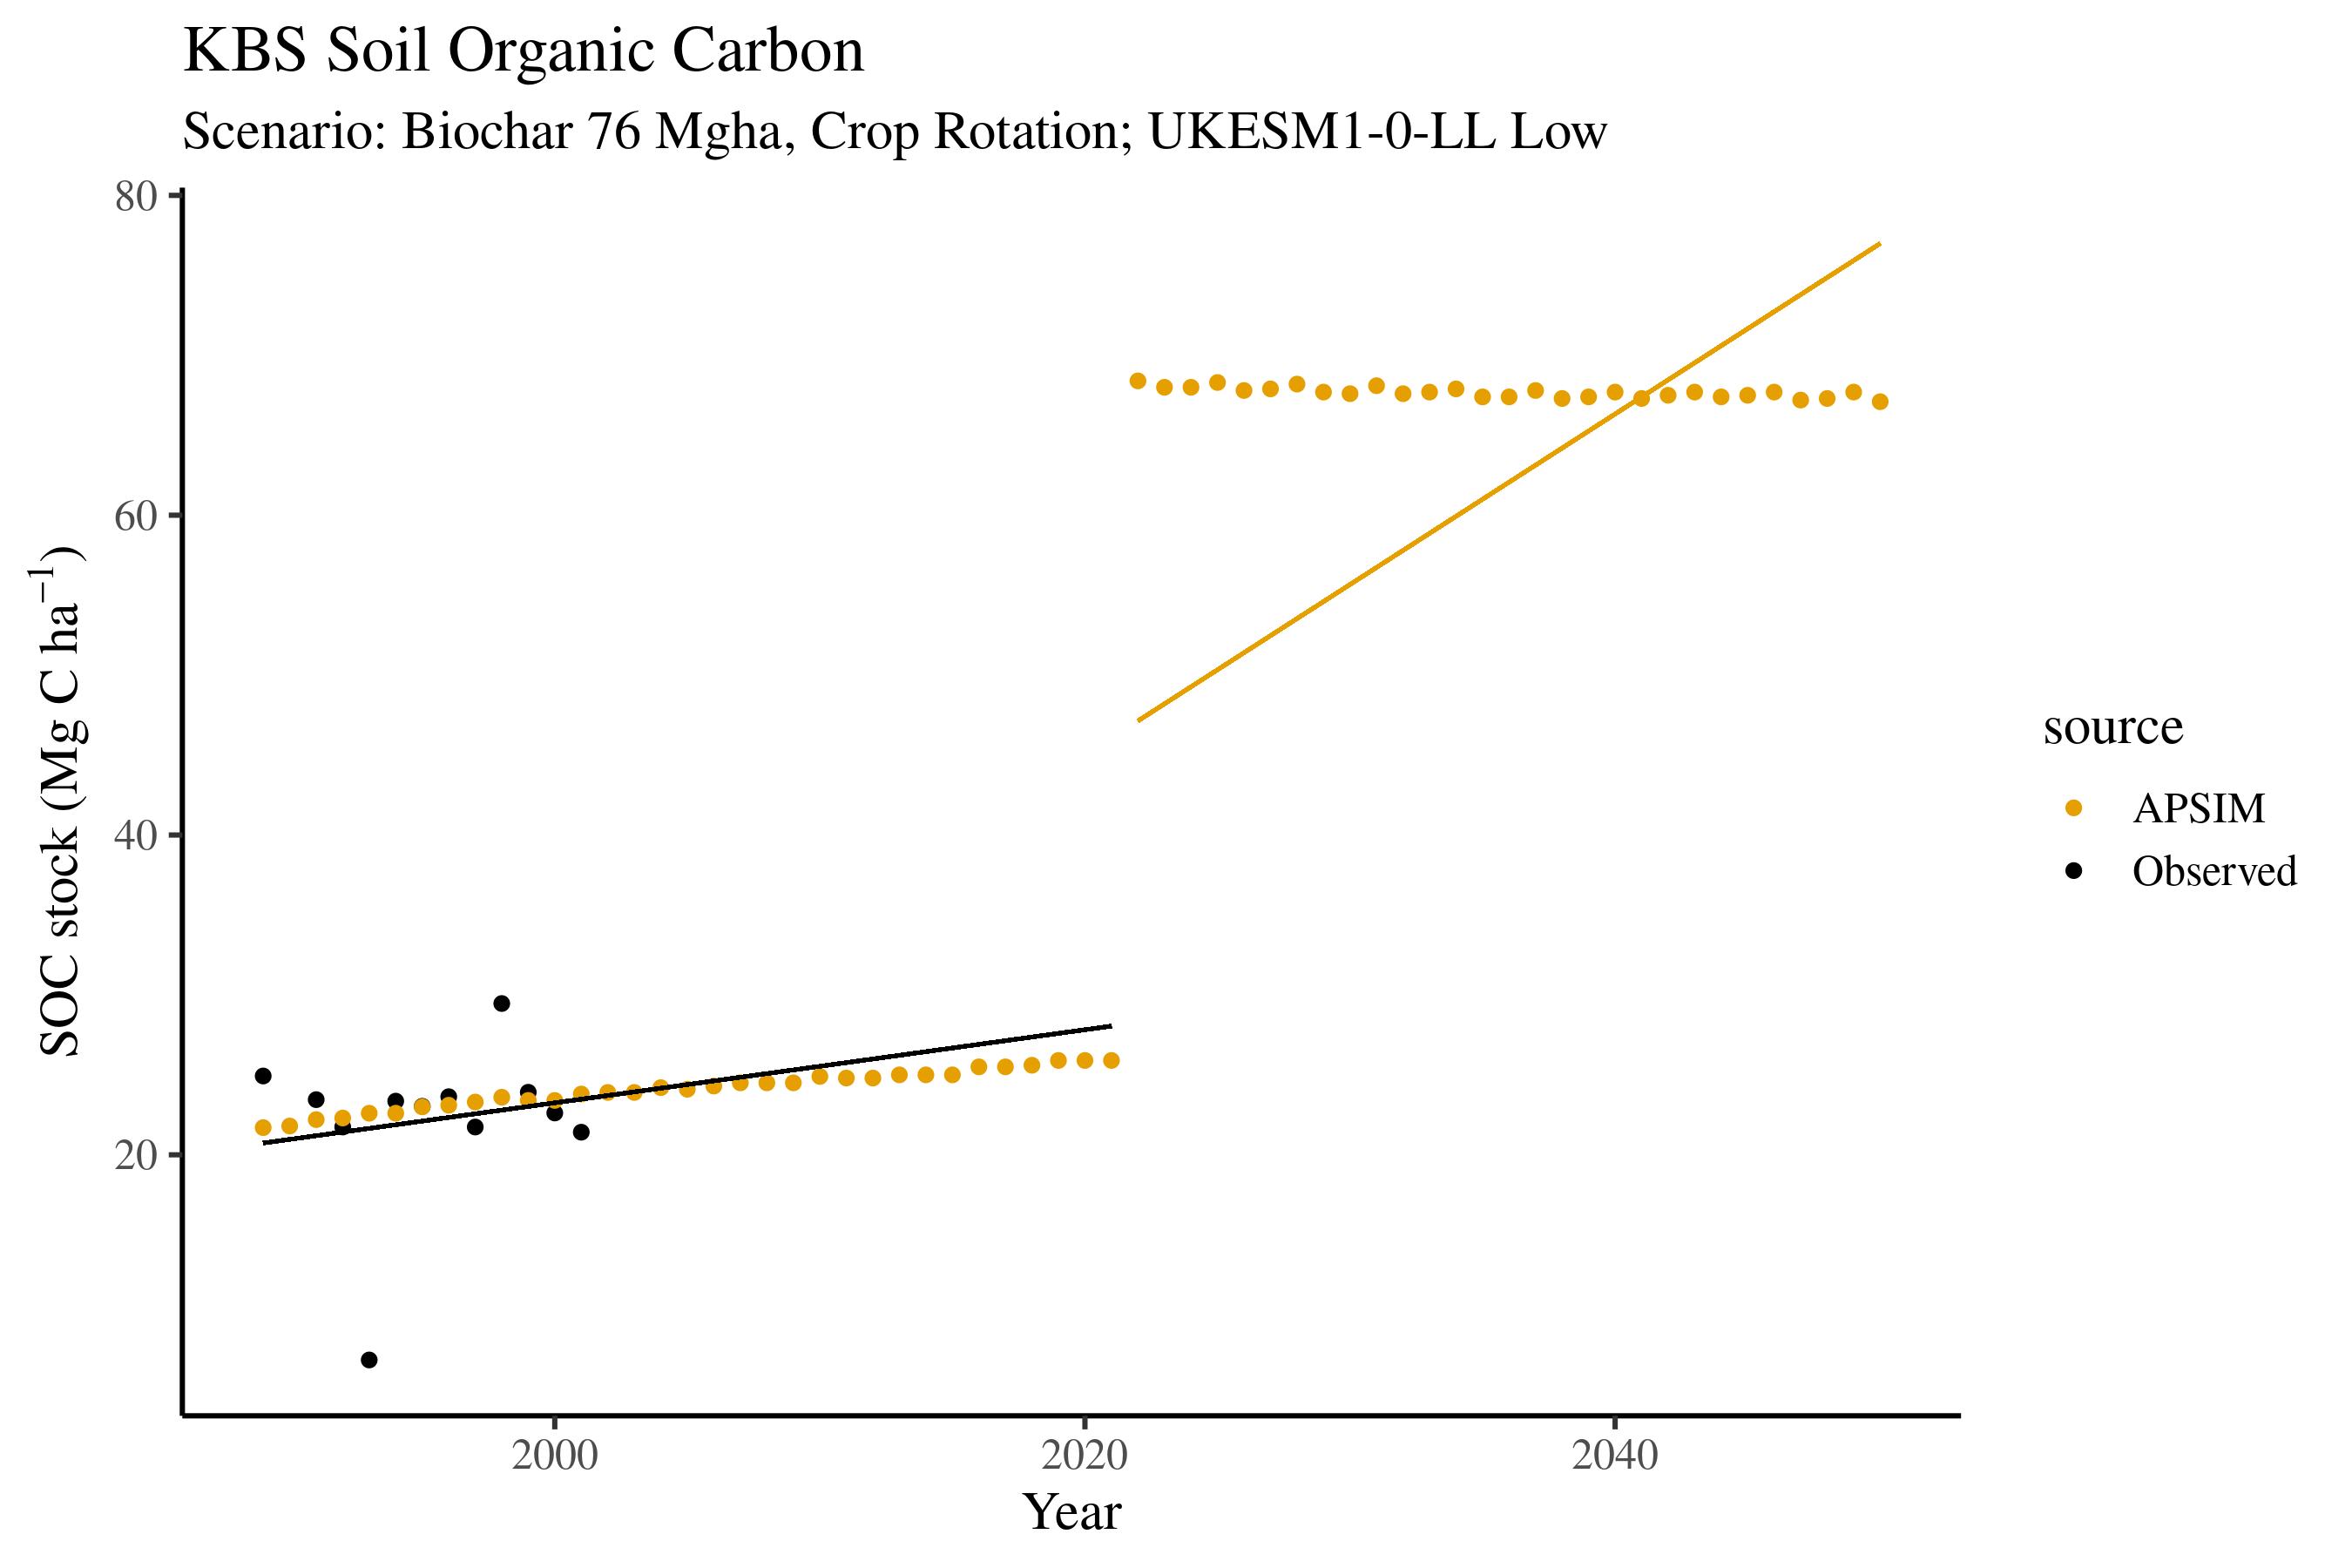 KBS Soil Organic Carbon
Scenario: Biochar 76 Mgha, Crop Rotation; UKESM1-0-LL Low
80
60
40
20
SOC stock (Mg C ha⁻¹)
2000 2020 2040
Year
source
APSIM
Observed